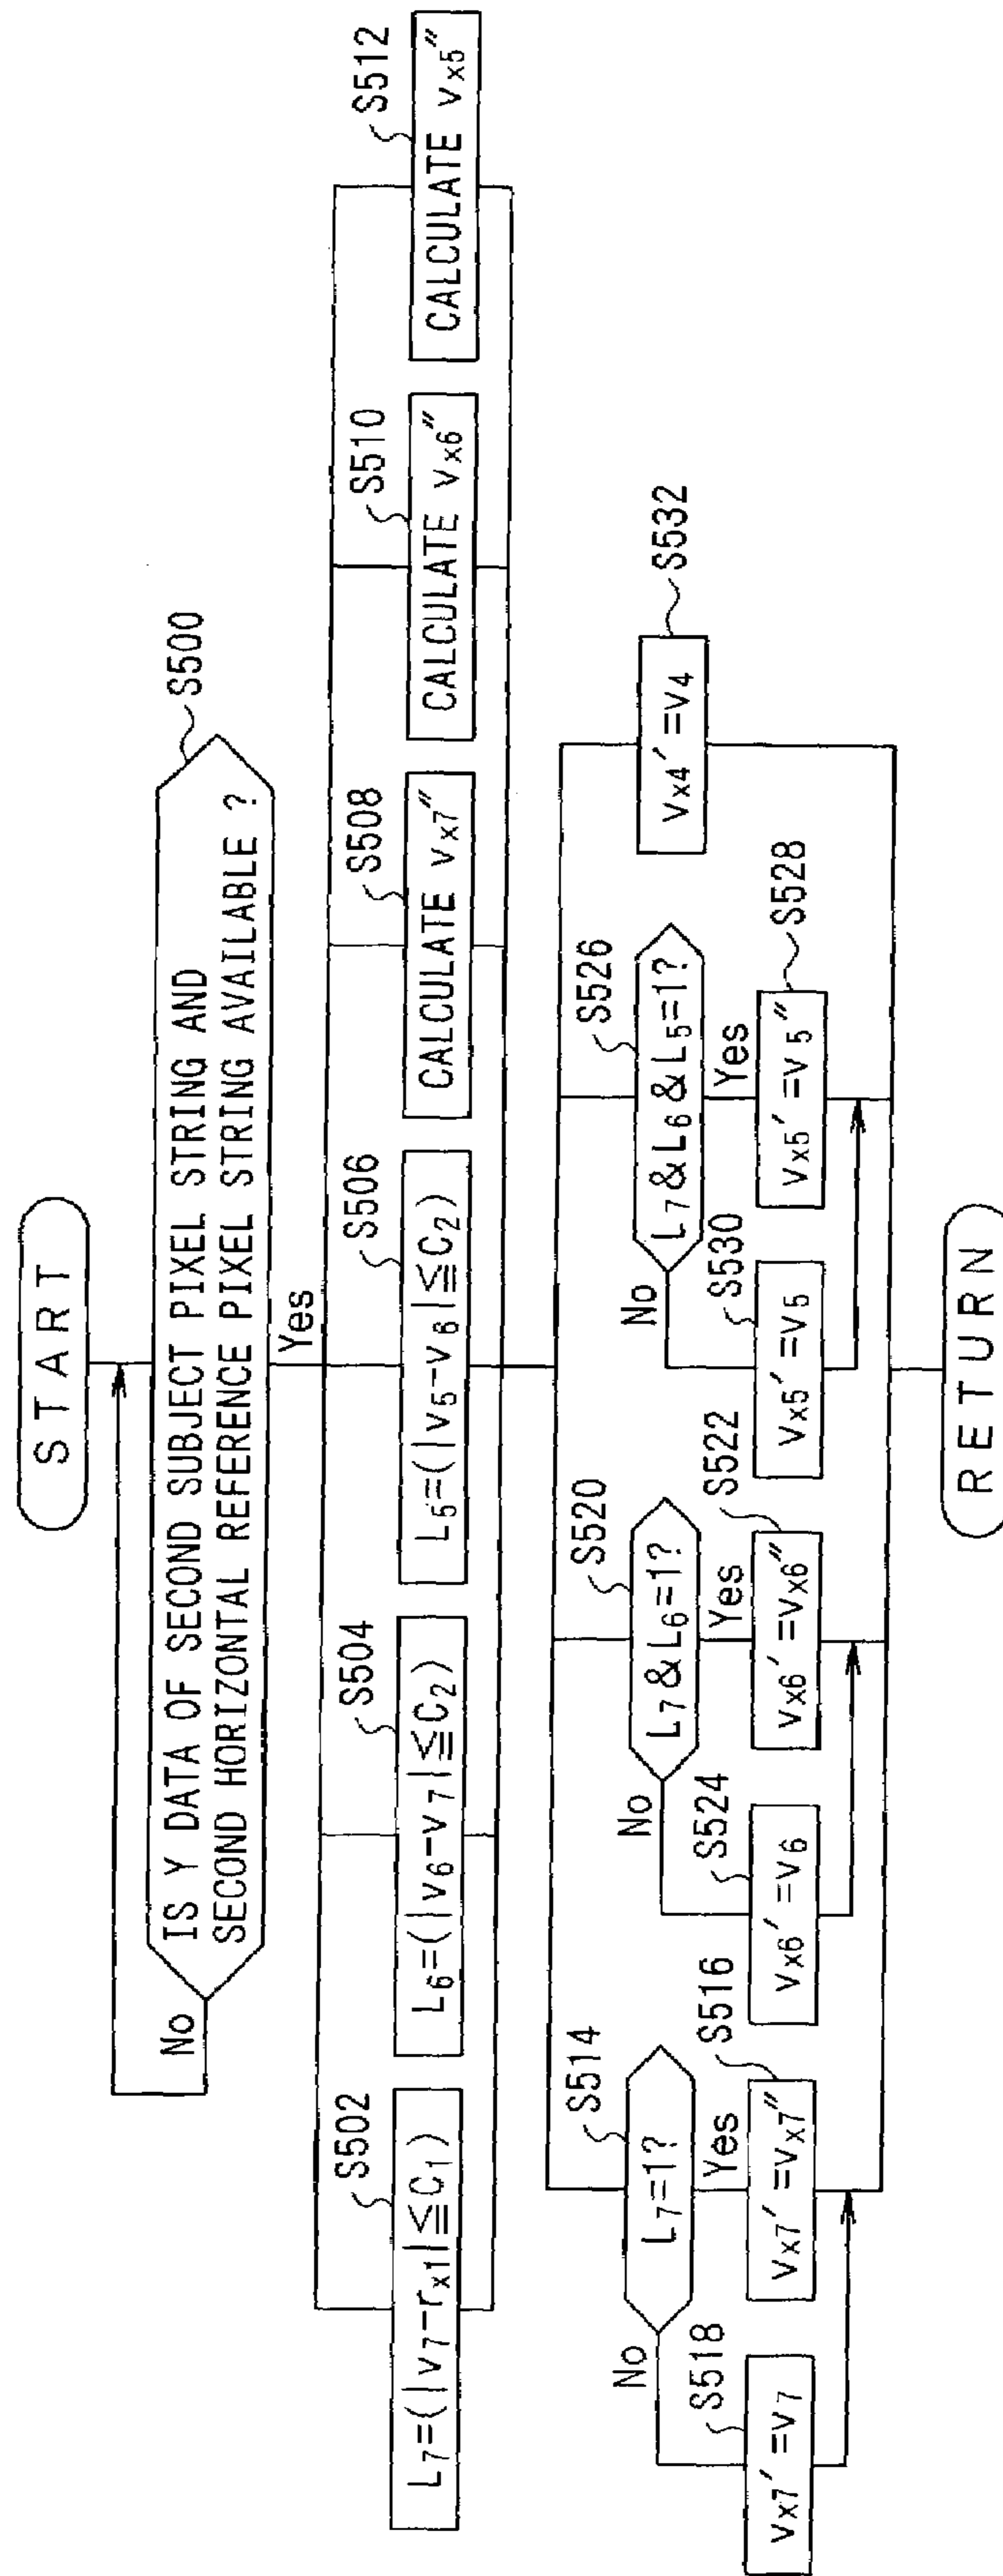 START
IS Y DATA OF SECOND SUBJECT PIXEL STRING AND
SECOND HORIZONTAL REFERENCE PIXEL STRING AVAILABLE ?
S500
No
Yes
S502
L₇=(|v₇−rₓ₁|≦C₁)
S504
L₆=(|v₆−v₇|≦C₂)
S506
L₅=(|v₅−v₆|≦C₂)
S508
CALCULATE vₓ₇″
S510
CALCULATE vₓ₆″
S512
CALCULATE vₓ₅″
S514
L₇=1?
No
Yes
S518
vₓ₇′=v₇
S516
vₓ₇′=vₓ₇″
S520
L₇&L₆=1?
No
Yes
S524
vₓ₆′=v₆
S522
vₓ₆′=vₓ₆″
S526
L₇&L₆&L₅=1?
No
Yes
S530
vₓ₅′=v₅
S528
vₓ₅′=v₅″
S532
vₓ₄′=v₄
RETURN